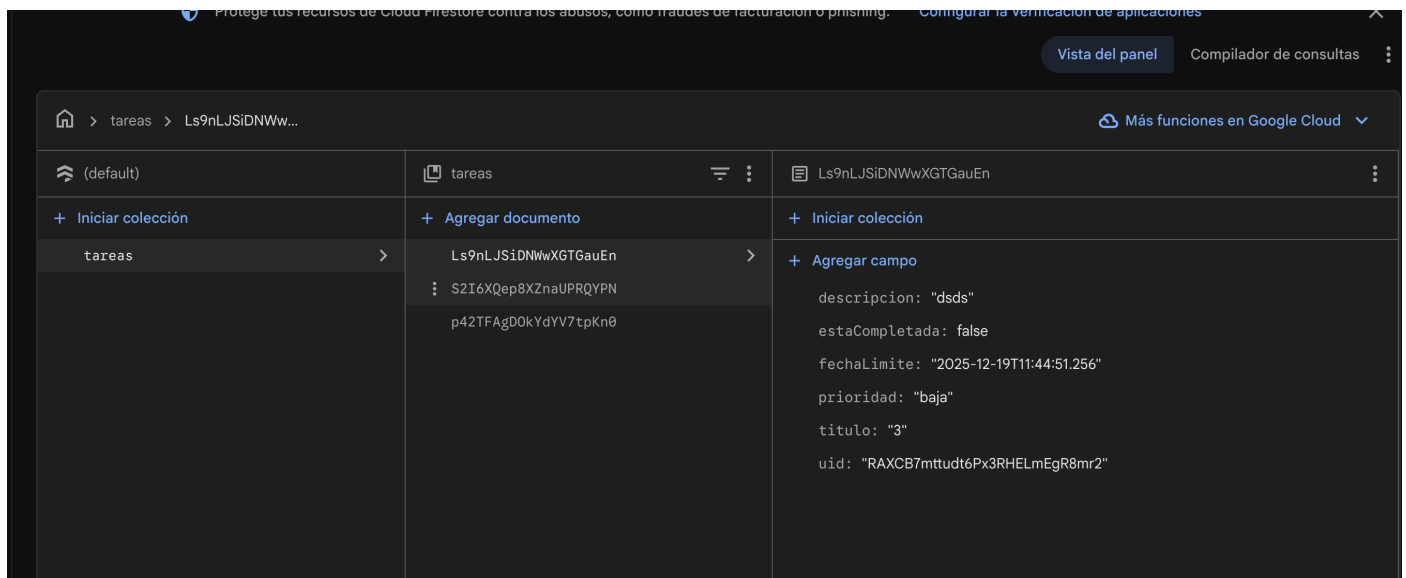 Protege tus recursos de Cloud Firestore contra los abusos, como fraudes de facturación o phishing. Configurar la verificación de aplicaciones
Vista del panel Compilador de consultas
tareas Ls9nLJSiDNWw... Más funciones en Google Cloud
(default) tareas Ls9nLJSiDNWwXGTGauEn
+ Iniciar colección + Agregar documento + Iniciar colección
tareas Ls9nLJSiDNWwXGTGauEn + Agregar campo
S2I6XQep8XZnaUPRQYPN descripcion: "dsds"
p42TFAgDOkYdYV7tpKn0 estaCompletada: false
fechaLimite: "2025-12-19T11:44:51.256"
prioridad: "baja"
titulo: "3"
uid: "RAXCB7mttudt6Px3RHELmEgR8mr2"